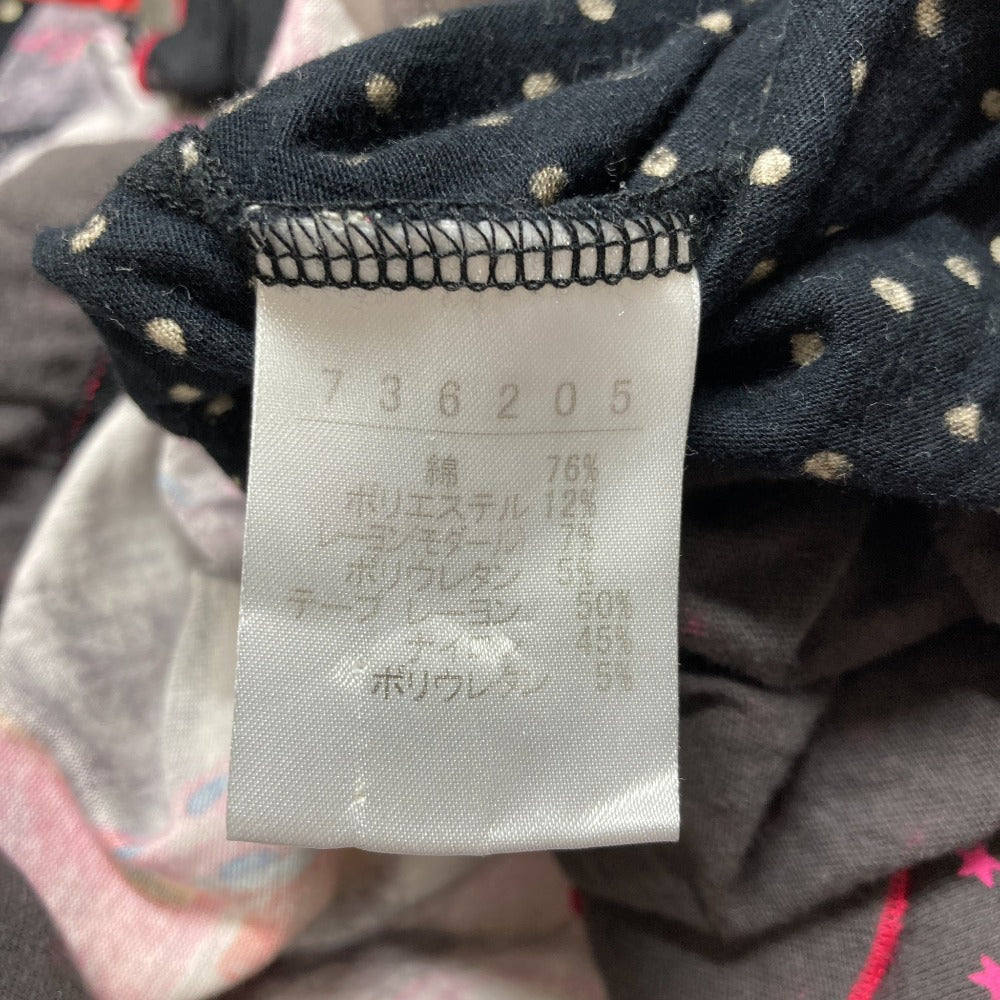 736205
綿 76%
ポリエステル 12%
レーヨン(モダール) 7%
ポリウレタン 5%
テープ レーヨン 50%
45%
ポリウレタン 5%